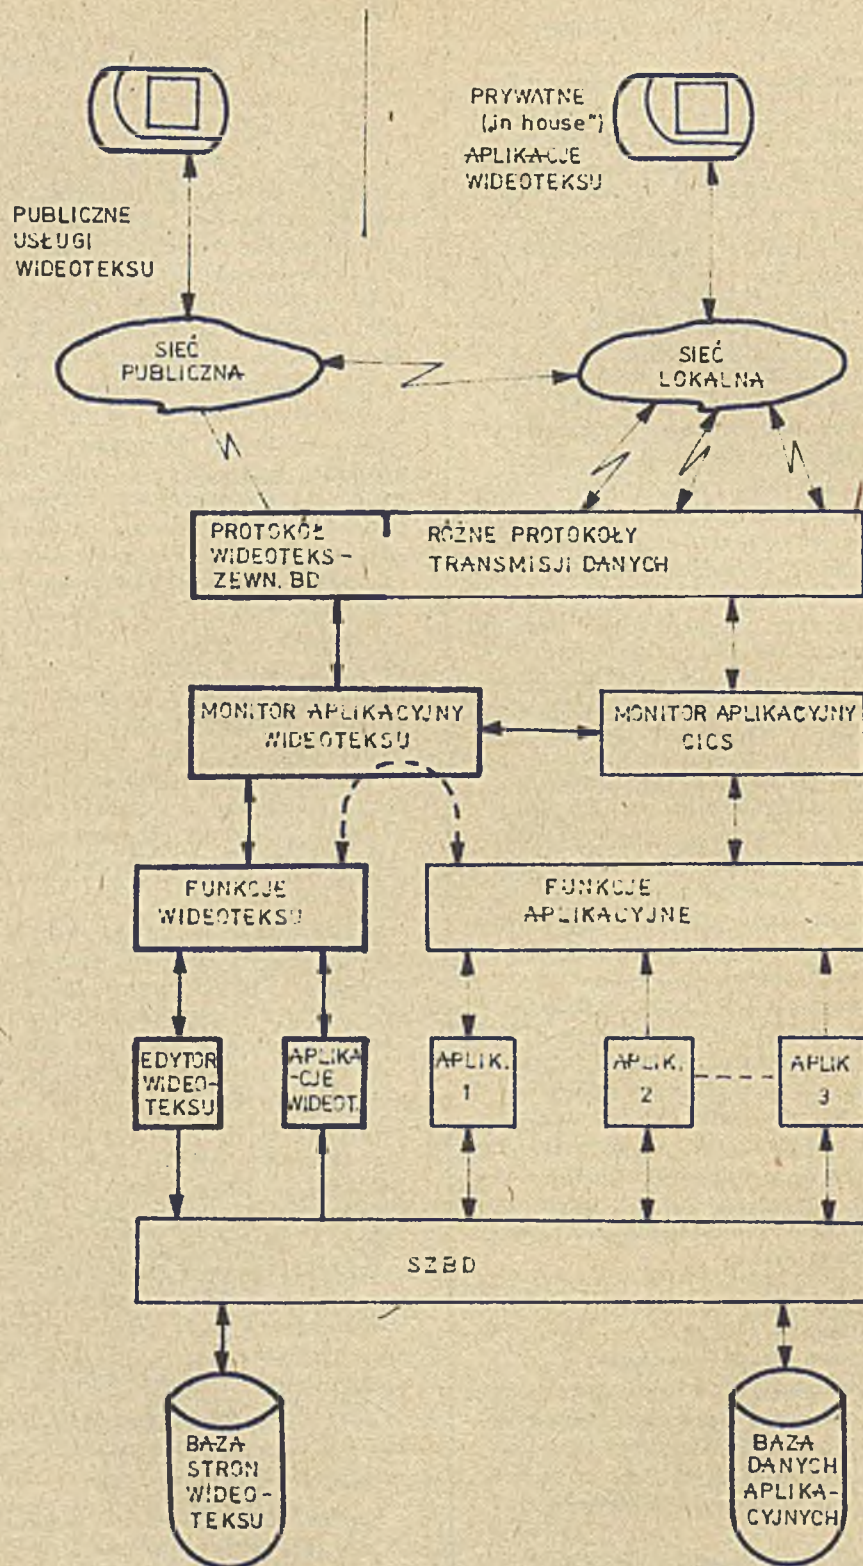 PRYWATNE
(„in house”)
APLIKACJE
WIDEOTEKSU
PUBLICZNE
USŁUGI
WIDEOTEKSU
SIEĆ
PUBLICZNA
SIEĆ
LOKALNA
PROTOKÓŁ
WIDEOTEKS-
ZEWN. BD
RÓŻNE PROTOKOŁY
TRANSMISJI DANYCH
MONITOR APLIKACYJNY
WIDEOTEKSU
MONITOR APLIKACYJNY
CICS
FUNKCJE
WIDEOTEKSU
FUNKCJE
APLIKACYJNE
EDYTOR
WIDEO-
TEKSU
APLIKA
-CJE
WIDEOT.
APLIK.
1
APLIK.
2
APLIK
3
SZBD
BAZA
STRON
WIDEO-
TEKSU
BAZA
DANYCH
APLIKA-
CYJNYCH